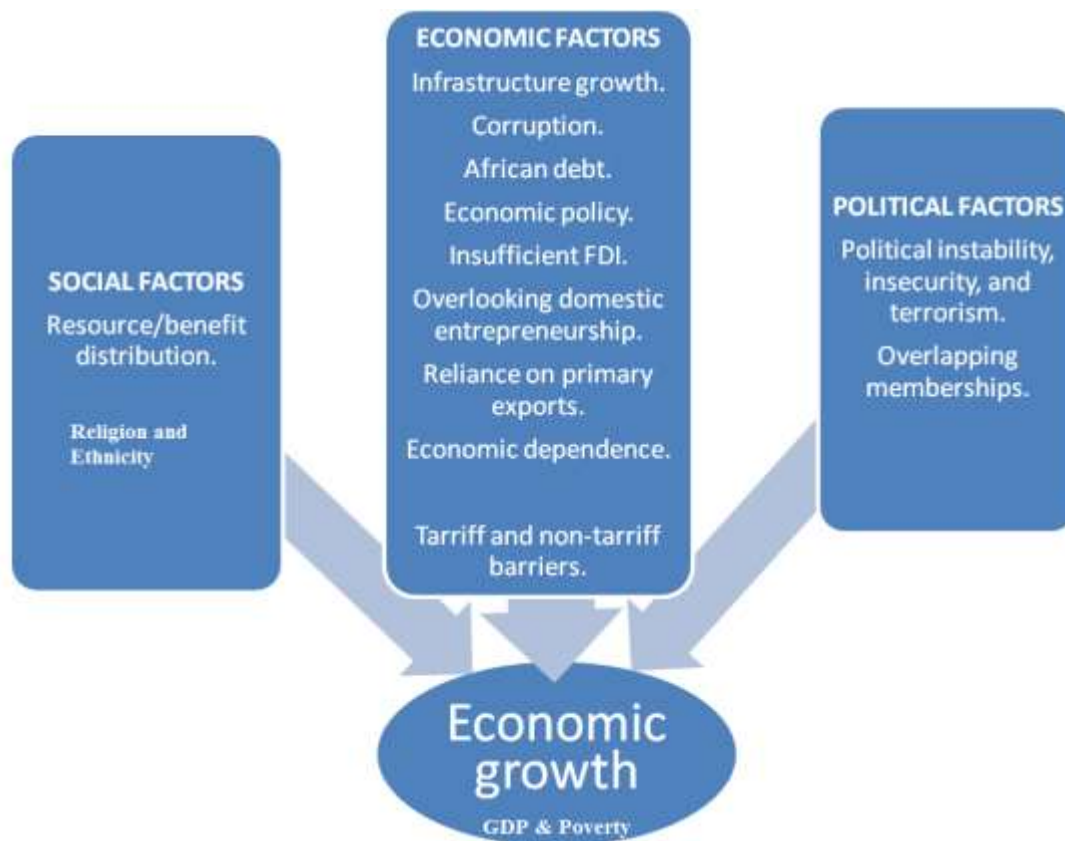 SOCIAL FACTORS
Resource/benefit
distribution.
Religion and
Ethnicity
ECONOMIC FACTORS
Infrastructure growth.
Corruption.
African debt.
Economic policy.
Insufficient FDI.
Overlooking domestic
entrepreneurship.
Reliance on primary
exports.
Economic dependence.
Tarriff and non-tarriff
barriers.
POLITICAL FACTORS
Political instability,
insecurity, and
terrorism.
Overlapping
memberships.
Economic
growth
GDP & Poverty